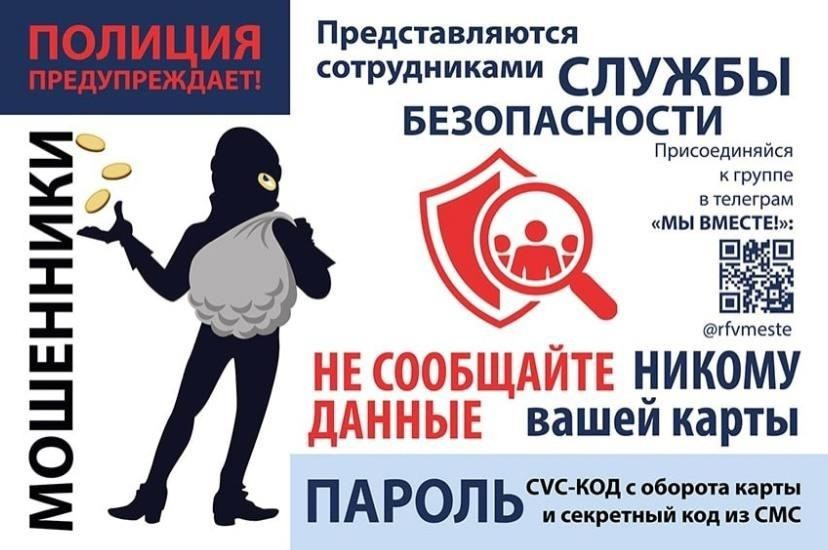 ПОЛИЦИЯ
ПРЕДУПРЕЖДАЕТ!
МОШЕННИКИ
Представляются
сотрудниками СЛУЖБЫ
БЕЗОПАСНОСТИ
Присоединяйся
к группе
в телеграм
«МЫ ВМЕСТЕ!»:
@rfvmeste
НЕ СООБЩАЙТЕ НИКОМУ
ДАННЫЕ вашей карты
ПАРОЛЬ CVC-КОД с оборота карты
и секретный код из СМС